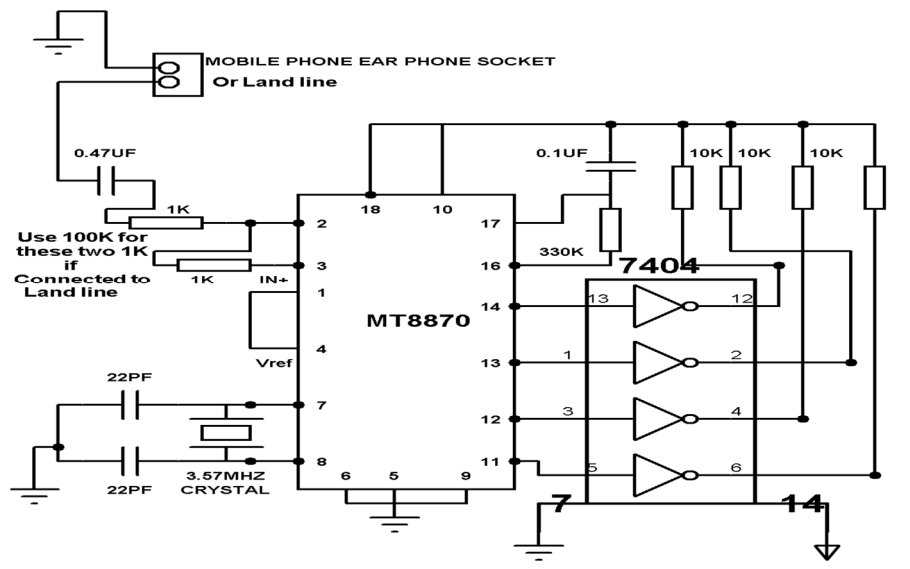 MOBILE PHONE EAR PHONE SOCKET
Or Land line
0.47UF
0.1UF
10K
10K
10K
1K
18
10
17
2
Use 100K for
these two 1K
if
Connected to
Land line
330K
3
1K
IN+
16
7404
1
14
13
12
MT8870
4
Vref
13
1
2
22PF
7
12
3
4
8
11
5
6
22PF
3.57MHZ
CRYSTAL
6
5
9
7
14